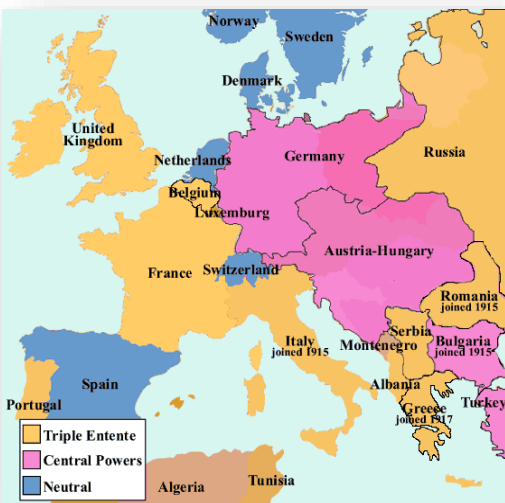 Norway
Sweden
Denmark
United
Kingdom
Netherlands
Germany
Russia
Belgium
Luxemburg
Austria-Hungary
France
Switzerland
Romania
joined 1915
Italy
joined 1915
Serbia
Montenegro
Bulgaria
joined 1915
Spain
Albania
Portugal
Greece
joined 1917
Turkey
Triple Entente
Central Powers
Neutral
Algeria
Tunisia